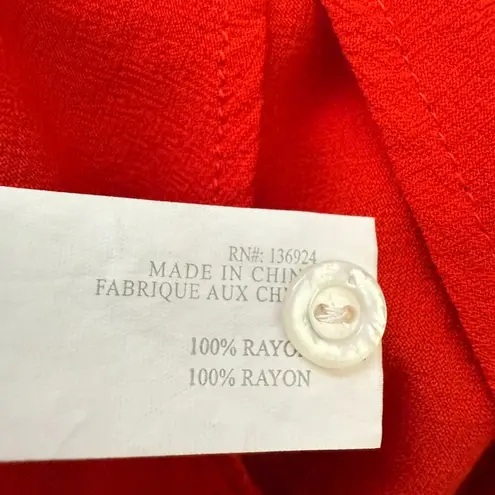 RN#: 136924
MADE IN CHIN
FABRIQUE AUX CH
100% RAYO
100% RAYON